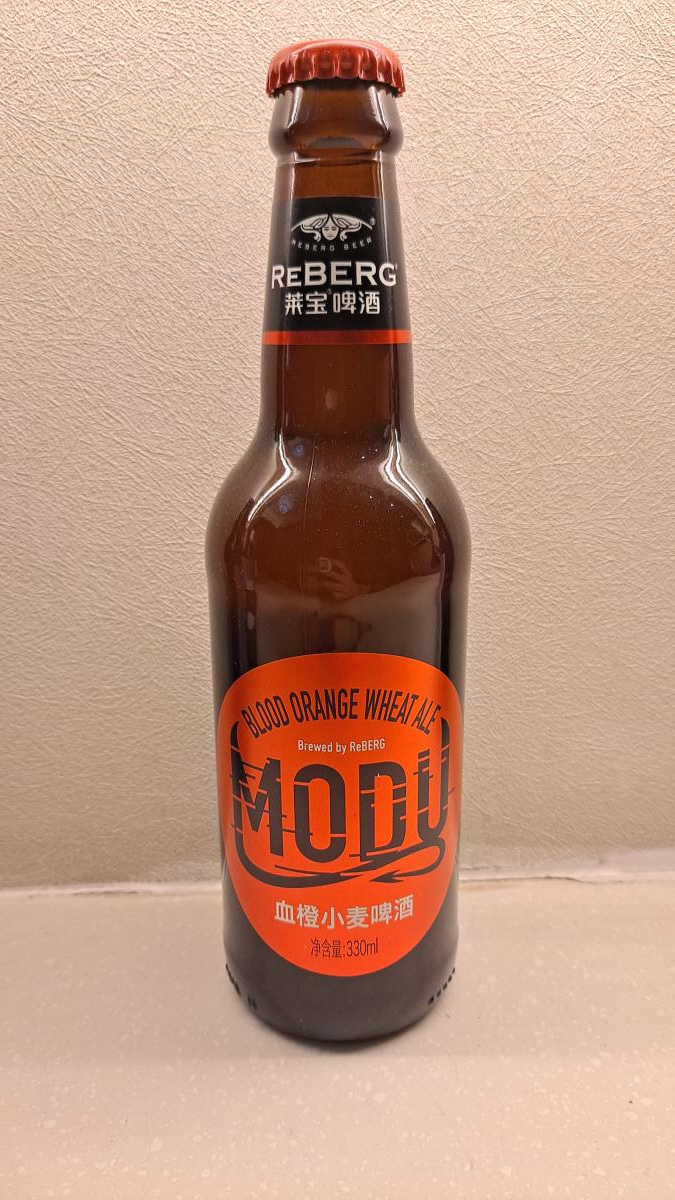 REBERG BEER
REBERG
莱宝啤酒
BLOOD ORANGE WHEAT ALE
Brewed by ReBERG
MODU
血橙小麦啤酒
净含量:330ml